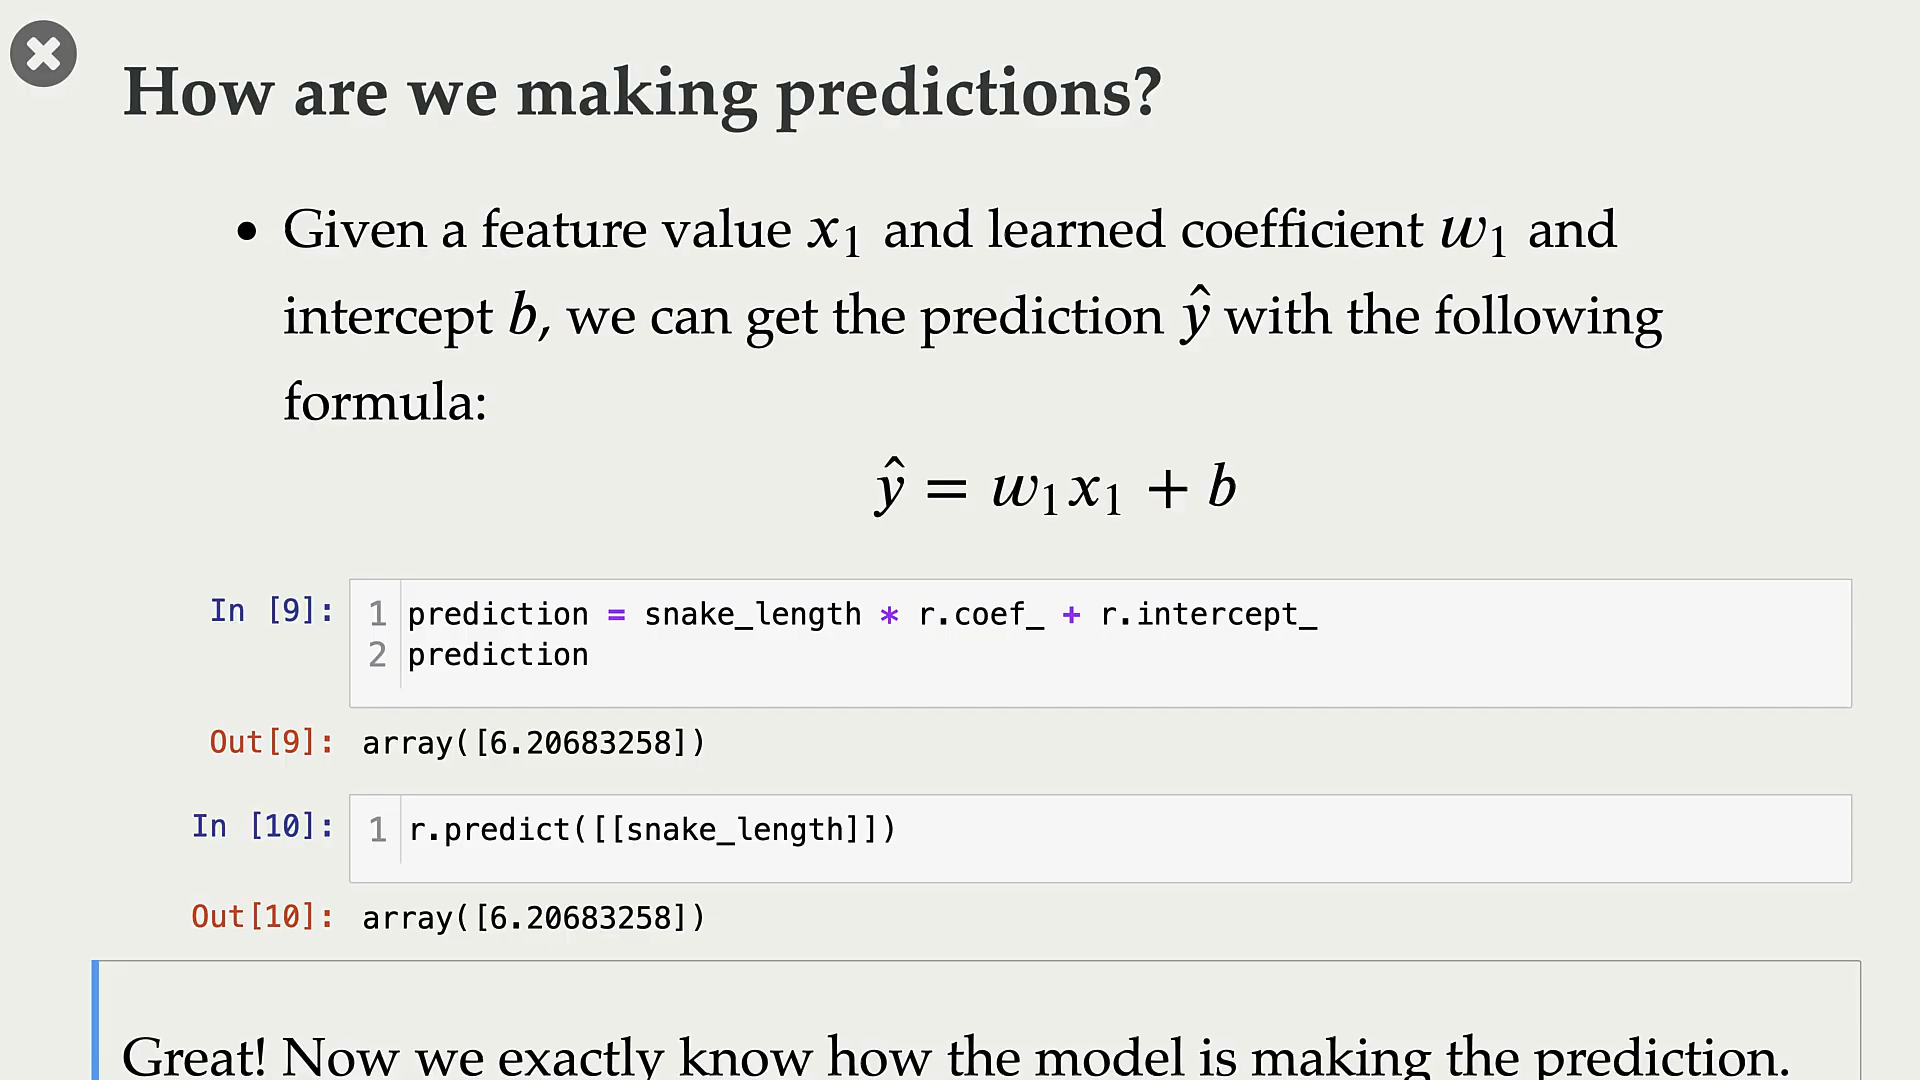 How are we making predictions?
• Given a feature value x₁ and learned coefficient w₁ and
intercept b, we can get the prediction ŷ with the following
formula:
ŷ = w₁x₁ + b
In [9]:
1 prediction = snake_length * r.coef_ + r.intercept_
2 prediction
Out[9]: array([6.20683258])
In [10]:
1 r.predict([[snake_length]])
Out[10]: array([6.20683258])
Great! Now we exactly know how the model is making the prediction.